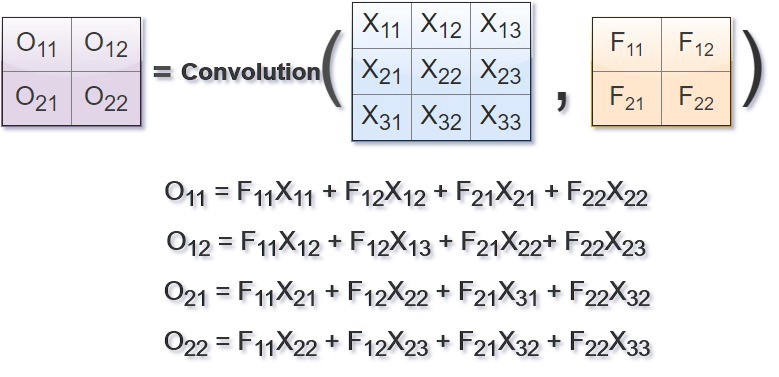 O₁₁ O₁₂
O₂₁ O₂₂
= Convolution(
X₁₁ X₁₂ X₁₃
X₂₁ X₂₂ X₂₃
X₃₁ X₃₂ X₃₃
,
F₁₁ F₁₂
F₂₁ F₂₂
)
O₁₁ = F₁₁X₁₁ + F₁₂X₁₂ + F₂₁X₂₁ + F₂₂X₂₂
O₁₂ = F₁₁X₁₂ + F₁₂X₁₃ + F₂₁X₂₂+ F₂₂X₂₃
O₂₁ = F₁₁X₂₁ + F₁₂X₂₂ + F₂₁X₃₁ + F₂₂X₃₂
O₂₂ = F₁₁X₂₂ + F₁₂X₂₃ + F₂₁X₃₂ + F₂₂X₃₃